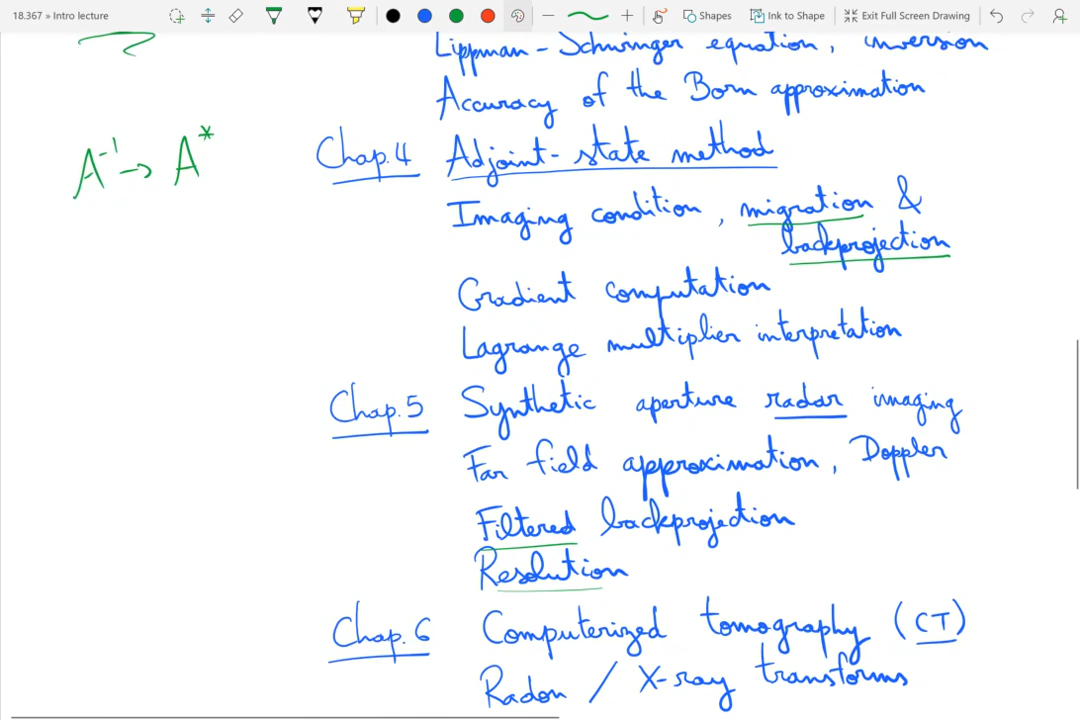 18.367 » Intro lecture
Shapes
Ink to Shape
Exit Full Screen Drawing
Lippman - Schwinger equation, inversion
Accuracy of the Born approximation
A⁻¹ → A*
Chap. 4 Adjoint-state method
Imaging condition, migration &
backprojection
Gradient computation
Lagrange multiplier interpretation
Chap. 5 Synthetic aperture radar imaging
Far field approximation, Doppler
Filtered backprojection
Resolution
Chap. 6 Computerized tomography (CT)
Radon / X-ray transforms